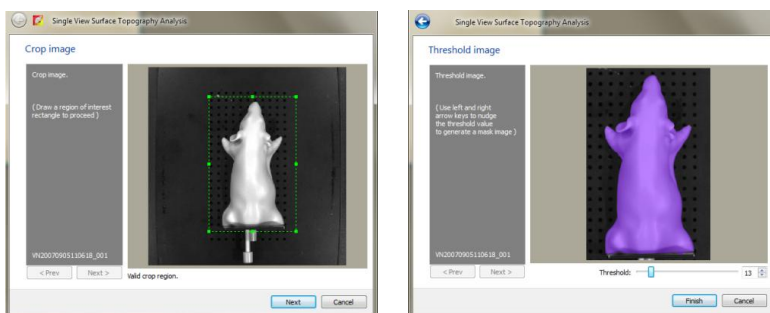 Single View Surface Topography Analysis
Crop image
Crop image.
( Draw a region of interest
rectangle to proceed )
VN20070905110618_001
< Prev Next >
Valid crop region.
Next Cancel
Single View Surface Topography Analysis
Threshold image
Threshold image.
( Use left and right
arrow keys to nudge
the threshold value
to generate a mask image )
VN20070905110618_001
< Prev Next >
Threshold: 13
Finish Cancel